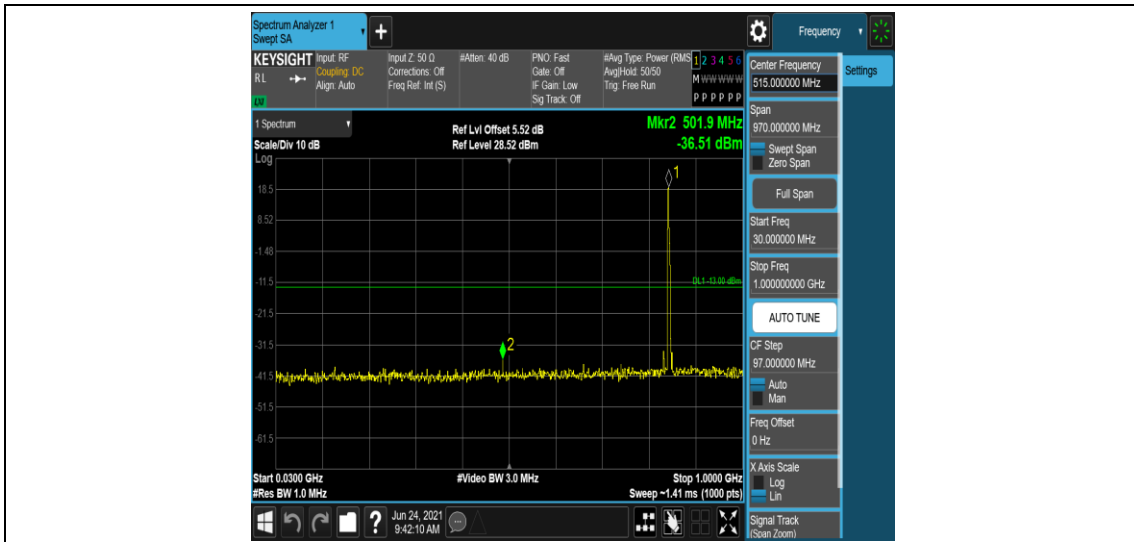 Spectrum Analyzer 1
Swept SA
+
Frequency
KEYSIGHT
RL
LXI
Input: RF
Coupling: DC
Align: Auto
Input Z: 50 Ω
Corrections: Off
Freq Ref: Int (S)
#Atten: 40 dB
PNO: Fast
Gate: Off
IF Gain: Low
Sig Track: Off
#Avg Type: Power (RMS
Avg|Hold: 50/50
Trig: Free Run
1 2 3 4 5 6
M W W W W W
P P P P P P
1 Spectrum
Scale/Div 10 dB
Log
Ref Lvl Offset 5.52 dB
Ref Level 28.52 dBm
Mkr2 501.9 MHz
-36.51 dBm
1
18.5
8.52
-1.48
-11.5
DL1 -13.00 dBm
-21.5
-31.5
2
-41.5
-51.5
-61.5
Start 0.0300 GHz
#Res BW 1.0 MHz
#Video BW 3.0 MHz
Stop 1.0000 GHz
Sweep ~1.41 ms (1000 pts)
Center Frequency
515.000000 MHz
Settings
Span
970.000000 MHz
Swept Span
Zero Span
Full Span
Start Freq
30.000000 MHz
Stop Freq
1.000000000 GHz
AUTO TUNE
CF Step
97.000000 MHz
Auto
Man
Freq Offset
0 Hz
X Axis Scale
Log
Lin
Signal Track
(Span Zoom)
?
Jun 24, 2021
9:42:10 AM